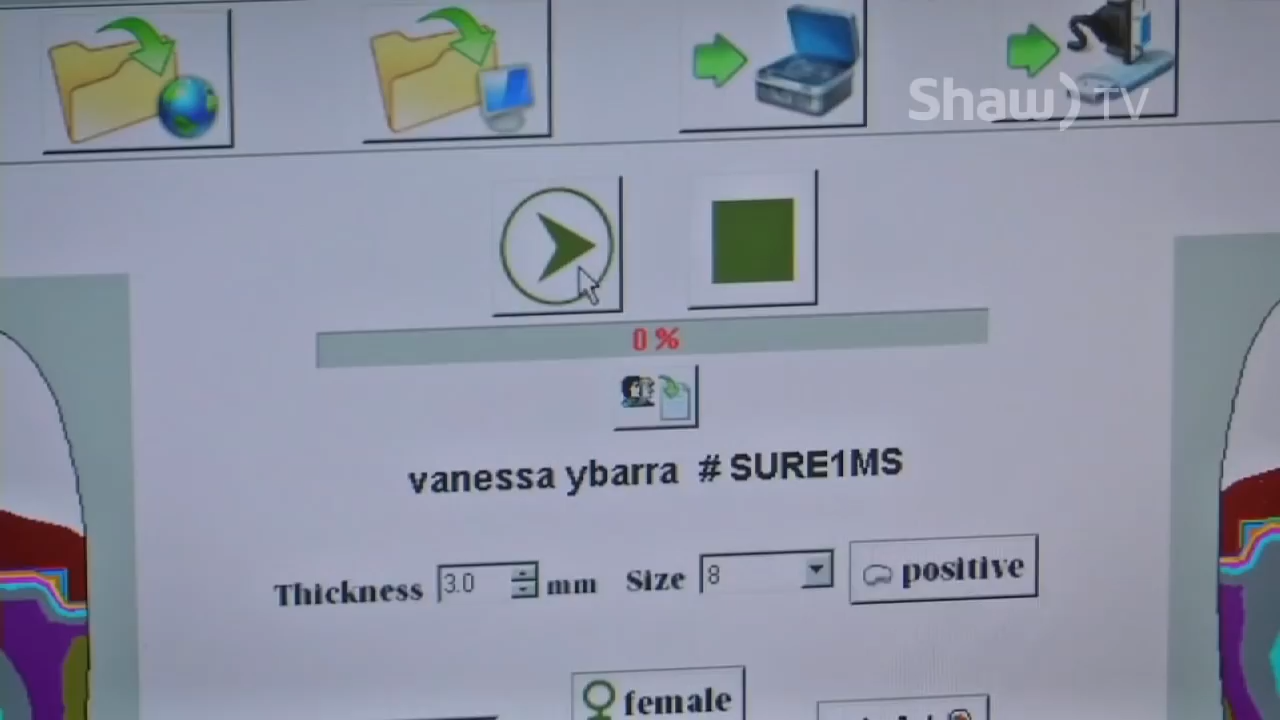 Shaw) TV
0 %
vanessa ybarra # SURE1MS
Thickness 3.0 mm Size 8 positive
female